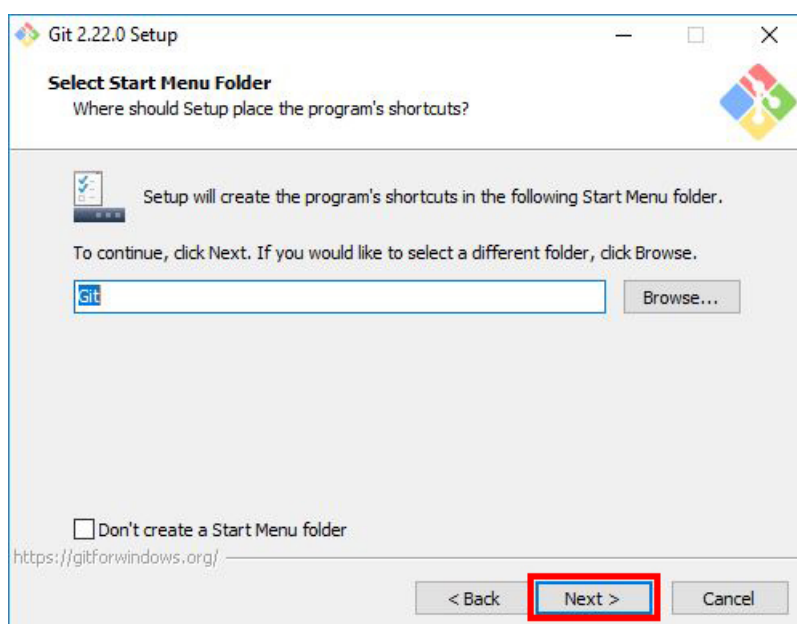 Git 2.22.0 Setup
Select Start Menu Folder
Where should Setup place the program's shortcuts?
Setup will create the program's shortcuts in the following Start Menu folder.
To continue, click Next. If you would like to select a different folder, click Browse.
Git
Browse...
Don't create a Start Menu folder
https://gitforwindows.org/
< Back
Next >
Cancel